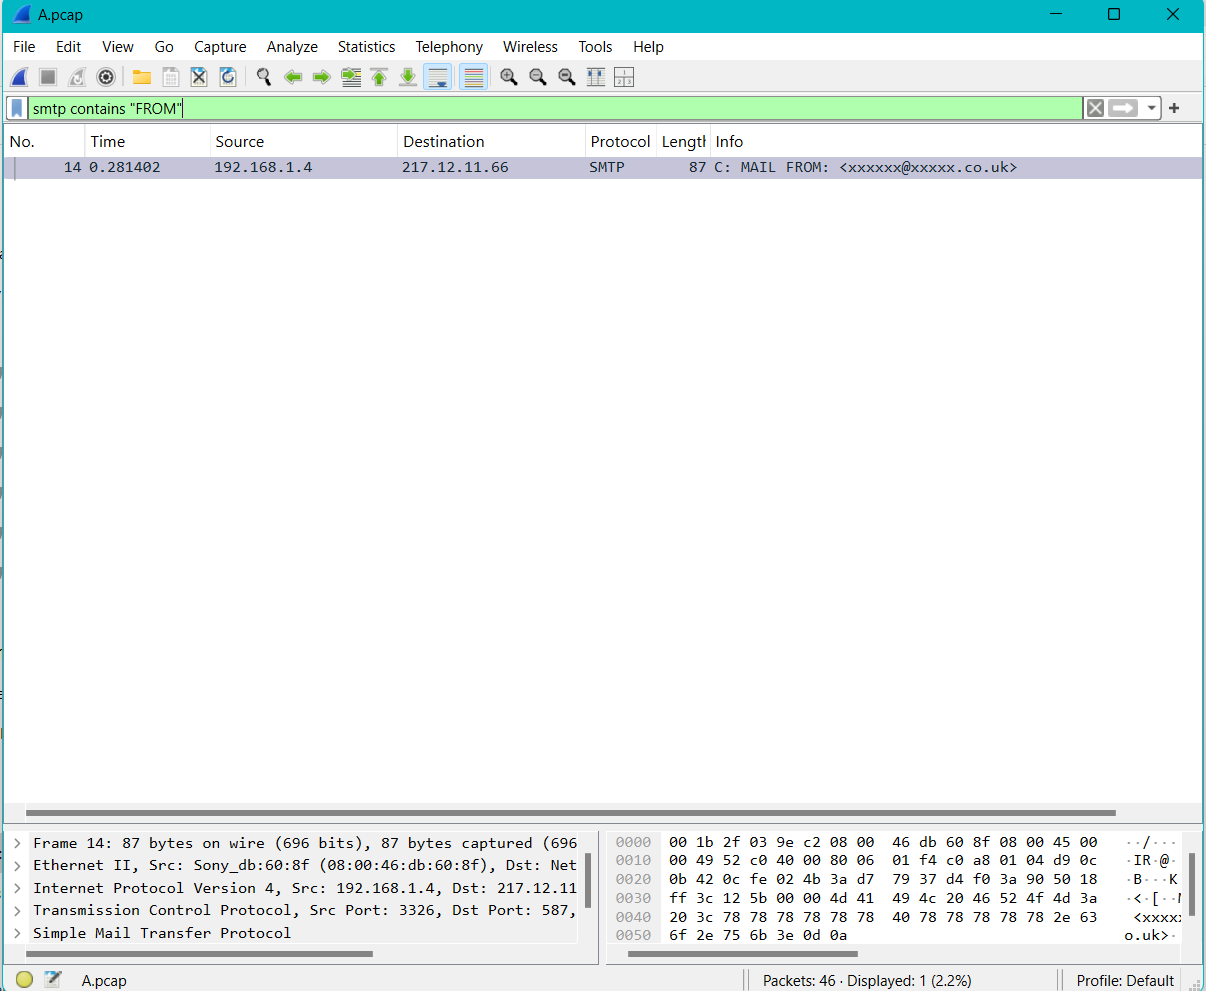 A.pcap
File Edit View Go Capture Analyze Statistics Telephony Wireless Tools Help
smtp contains "FROM"
No. Time Source Destination Protocol Length Info
14 0.281402 192.168.1.4 217.12.11.66 SMTP 87 C: MAIL FROM: <xxxxxx@xxxxx.co.uk>
Frame 14: 87 bytes on wire (696 bits), 87 bytes captured (696
Ethernet II, Src: Sony_db:60:8f (08:00:46:db:60:8f), Dst: Net
Internet Protocol Version 4, Src: 192.168.1.4, Dst: 217.12.11
Transmission Control Protocol, Src Port: 3326, Dst Port: 587,
Simple Mail Transfer Protocol
0000 00 1b 2f 03 9e c2 08 00 46 db 60 8f 08 00 45 00 ··/···
0010 00 49 52 c0 40 00 80 06 01 f4 c0 a8 01 04 d9 0c ·IR·@·
0020 0b 42 0c fe 02 4b 3a d7 79 37 d4 f0 3a 90 50 18 ·B···K
0030 ff 3c 12 5b 00 00 4d 41 49 4c 20 46 52 4f 4d 3a ·<·[··M
0040 20 3c 78 78 78 78 78 78 40 78 78 78 78 78 2e 63 <xxxx
0050 6f 2e 75 6b 3e 0d 0a o.uk>·
A.pcap
Packets: 46 · Displayed: 1 (2.2%)
Profile: Default